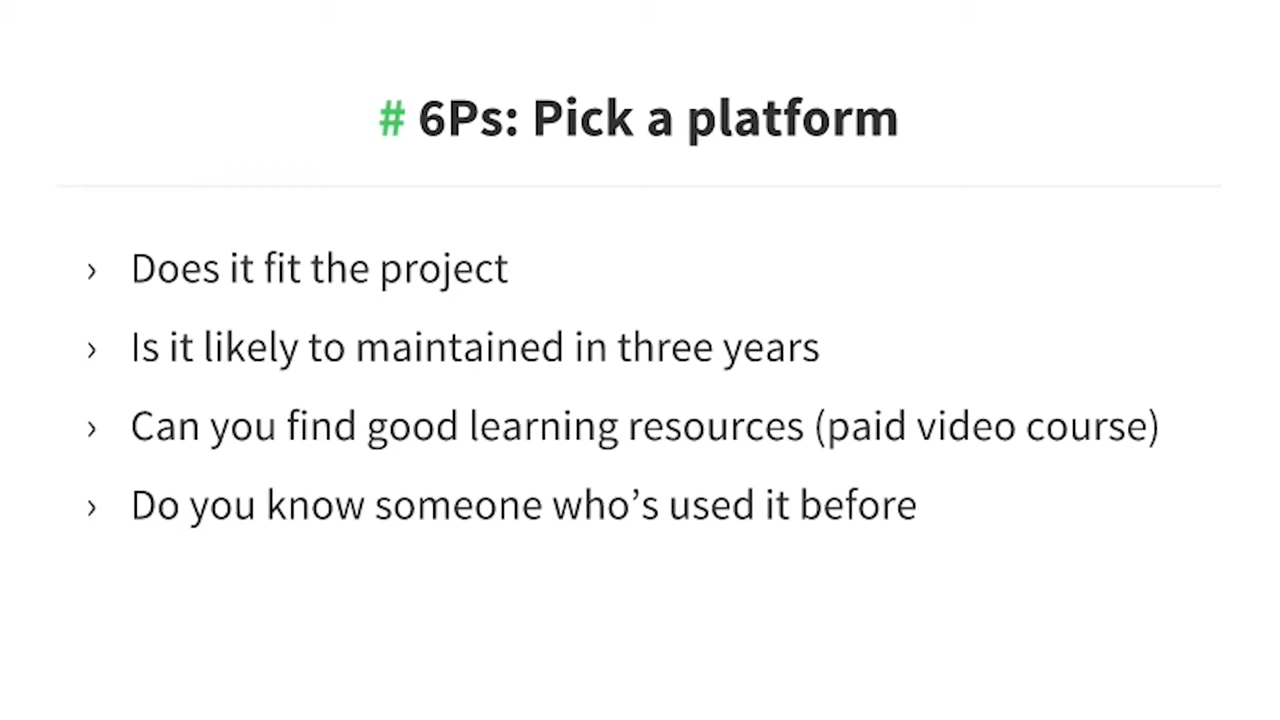 # 6Ps: Pick a platform
› Does it fit the project
› Is it likely to maintained in three years
› Can you find good learning resources (paid video course)
› Do you know someone who’s used it before